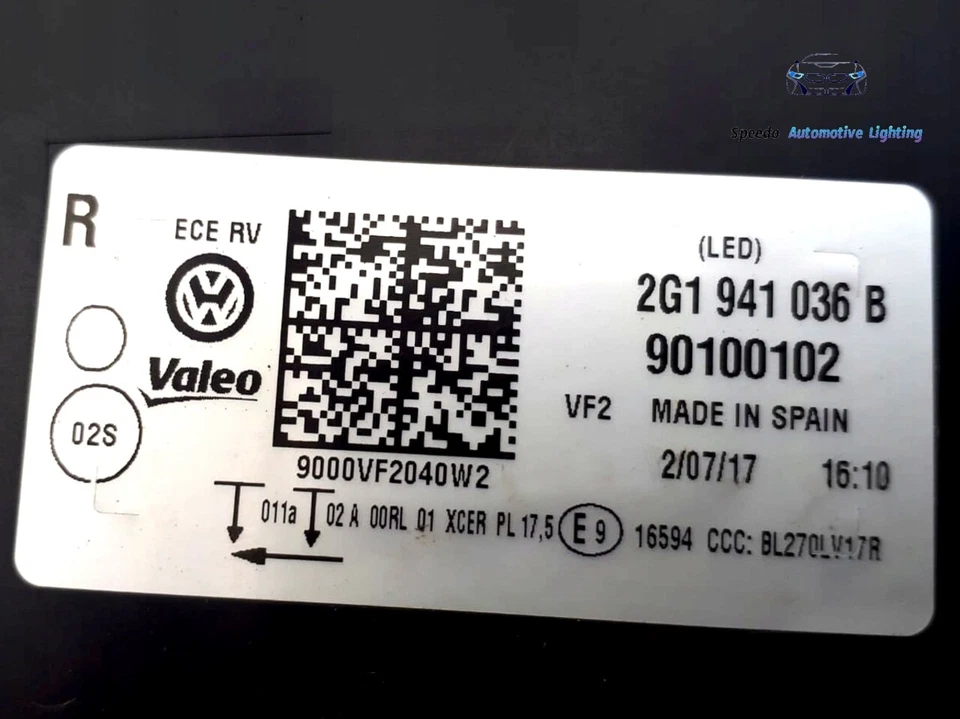 Speedo Automotive Lighting
R
ECE RV
Valeo
02S
9000VF2040W2
(LED)
2G1 941 036 B
90100102
VF2 MADE IN SPAIN
2/07/17 16:10
011a 02 A 00RL 01 XCER PL 17,5 E 9 16594 CCC: BL270LV17R